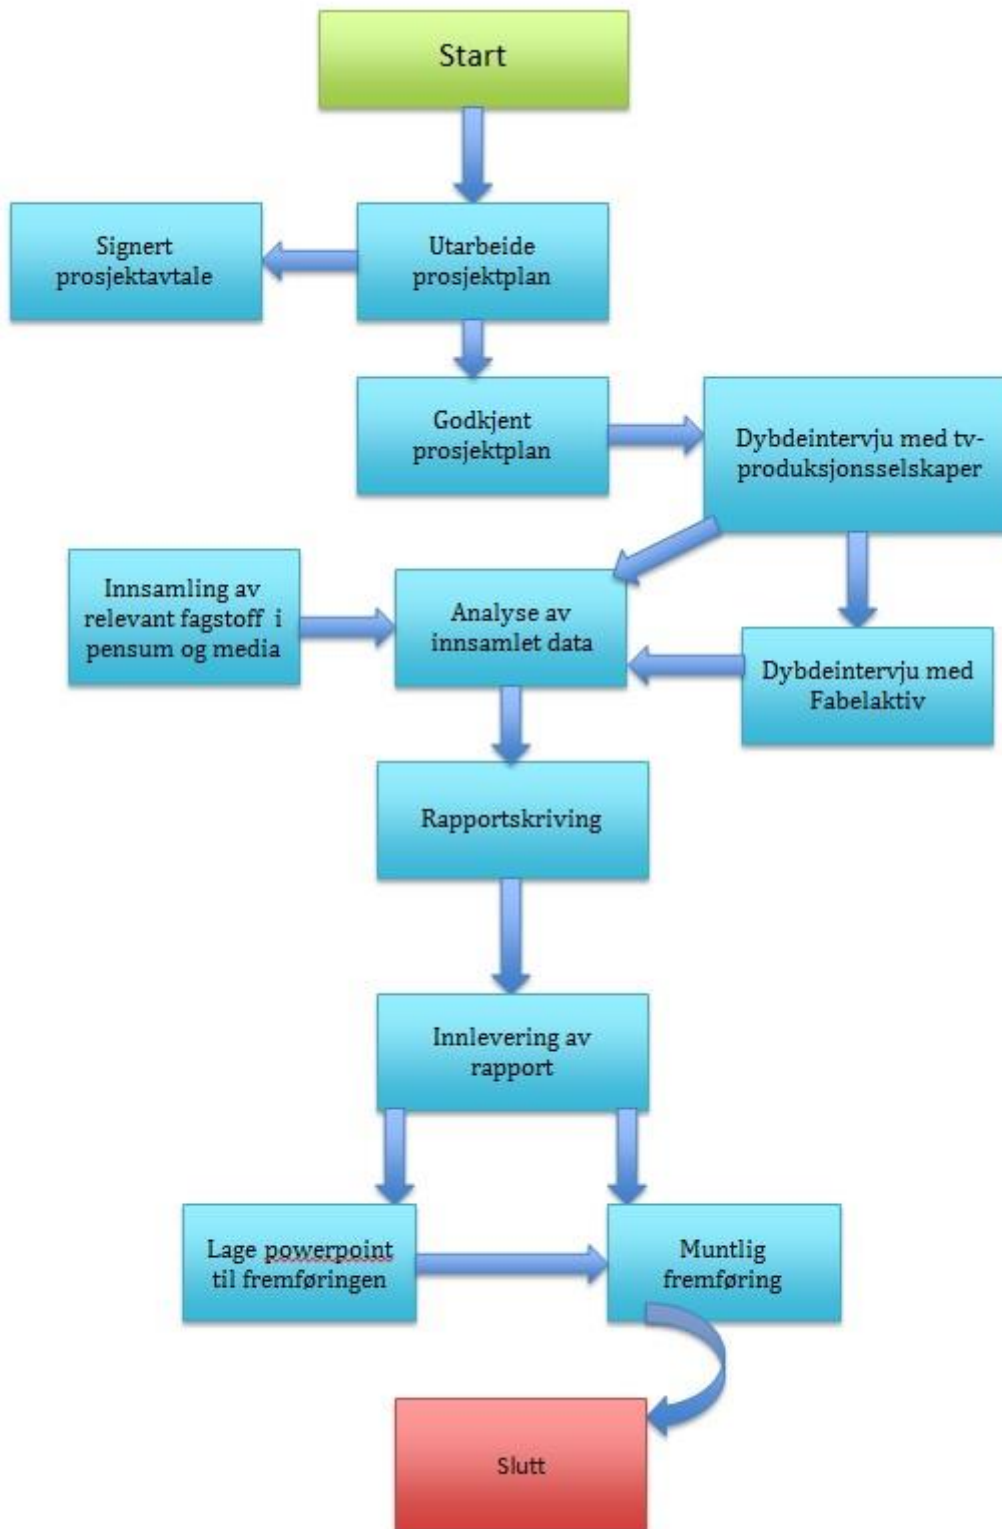 Start
Signert
prosjektavtale
Utarbeide
prosjektplan
Godkjent
prosjektplan
Dybdeintervju med tv-
produksjonsselskaper
Innsamling av
relevant fagstoff i
pensum og media
Analyse av
innsamlet data
Dybdeintervju med
Fabelaktiv
Rapportskriving
Innlevering av
rapport
Lage powerpoint
til fremføringen
Muntlig
fremføring
Slutt